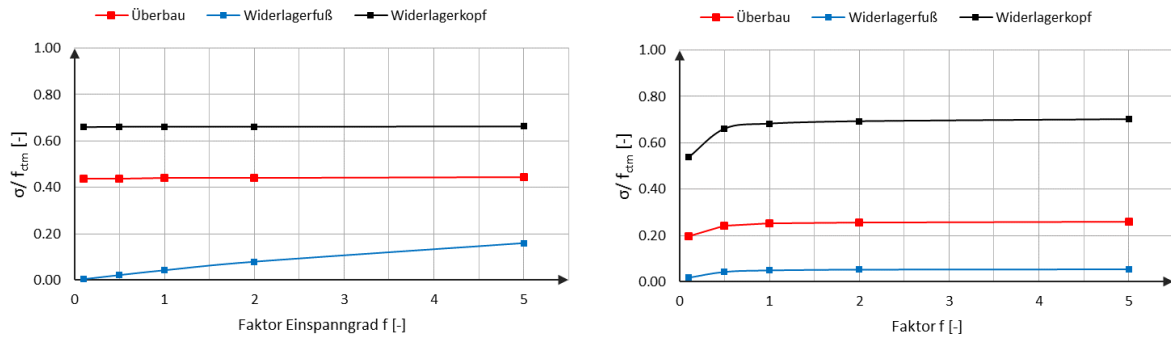 Überbau Widerlagerfuß Widerlagerkopf
1.00
0.80
0.60
0.40
0.20
0.00
σ/ fctm [-]
0 1 2 3 4 5
Faktor Einspanngrad f [-]
Überbau Widerlagerfuß Widerlagerkopf
1.00
0.80
0.60
0.40
0.20
0.00
σ/ fctm [-]
0 1 2 3 4 5
Faktor f [-]